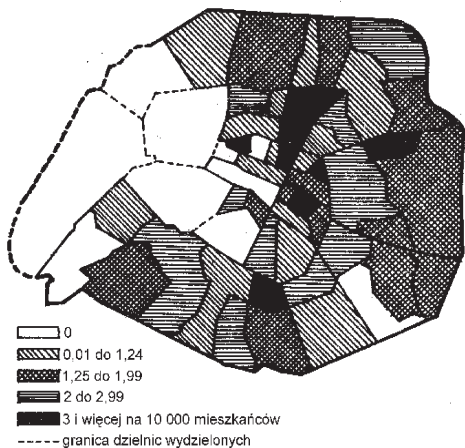 0
0,01 do 1,24
1,25 do 1,99
2 do 2,99
3 i więcej na 10 000 mieszkańców
granica dzielnic wydzielonych